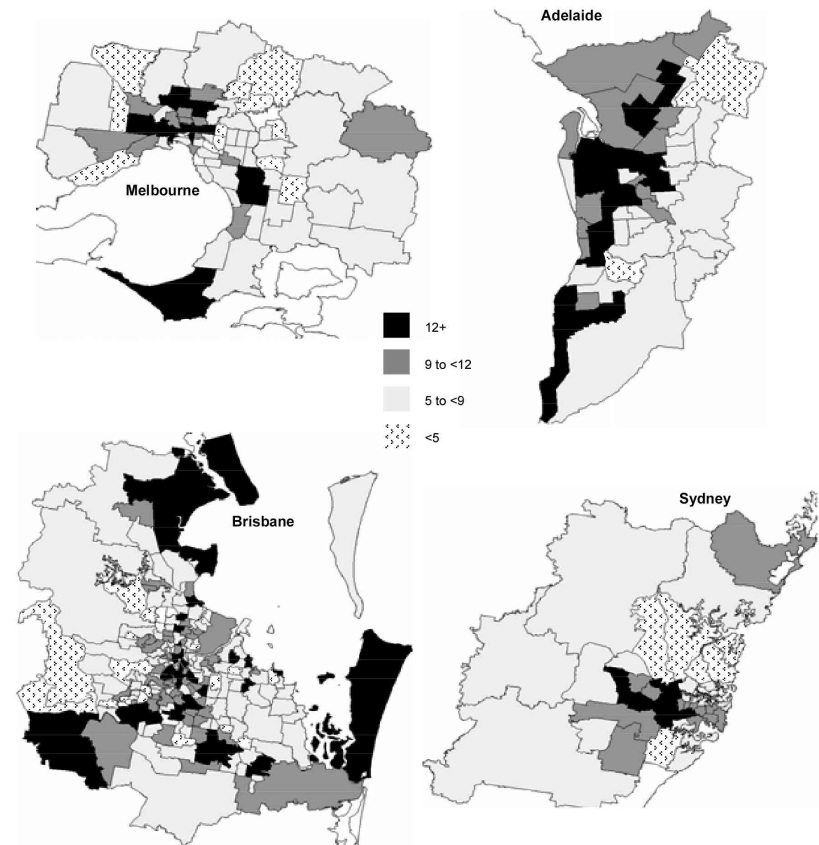 Adelaide
Melbourne
12+
9 to <12
5 to <9
<5
Brisbane
Sydney